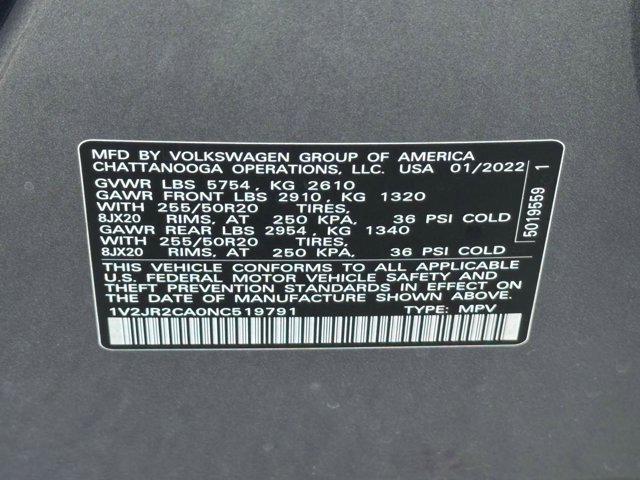 MFD BY VOLKSWAGEN GROUP OF AMERICA
CHATTANOOGA OPERATIONS, LLC. USA 01/2022
GVWR LBS 5754, KG 2610
GAWR FRONT LBS 2910, KG 1320
WITH 255/50R20 TIRES,
8JX20 RIMS, AT 250 KPA, 36 PSI COLD
GAWR REAR LBS 2954, KG 1340
WITH 255/50R20 TIRES,
8JX20 RIMS, AT 250 KPA, 36 PSI COLD
THIS VEHICLE CONFORMS TO ALL APPLICABLE
U.S. FEDERAL MOTOR VEHICLE SAFETY AND
THEFT PREVENTION STANDARDS IN EFFECT ON
THE DATE OF MANUFACTURE SHOWN ABOVE.
1V2JR2CA0NC519791 TYPE: MPV
5019559 1